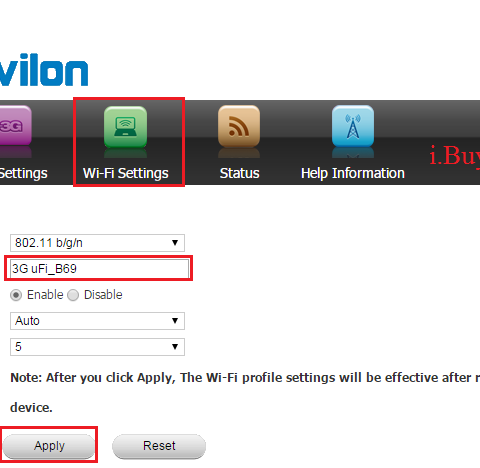 vilon
3G
Settings
Wi-Fi Settings
Status
Help Information
i.Buy
802.11 b/g/n
3G uFi_B69
Enable
Disable
Auto
5
Note: After you click Apply, The Wi-Fi profile settings will be effective after r
device.
Apply
Reset